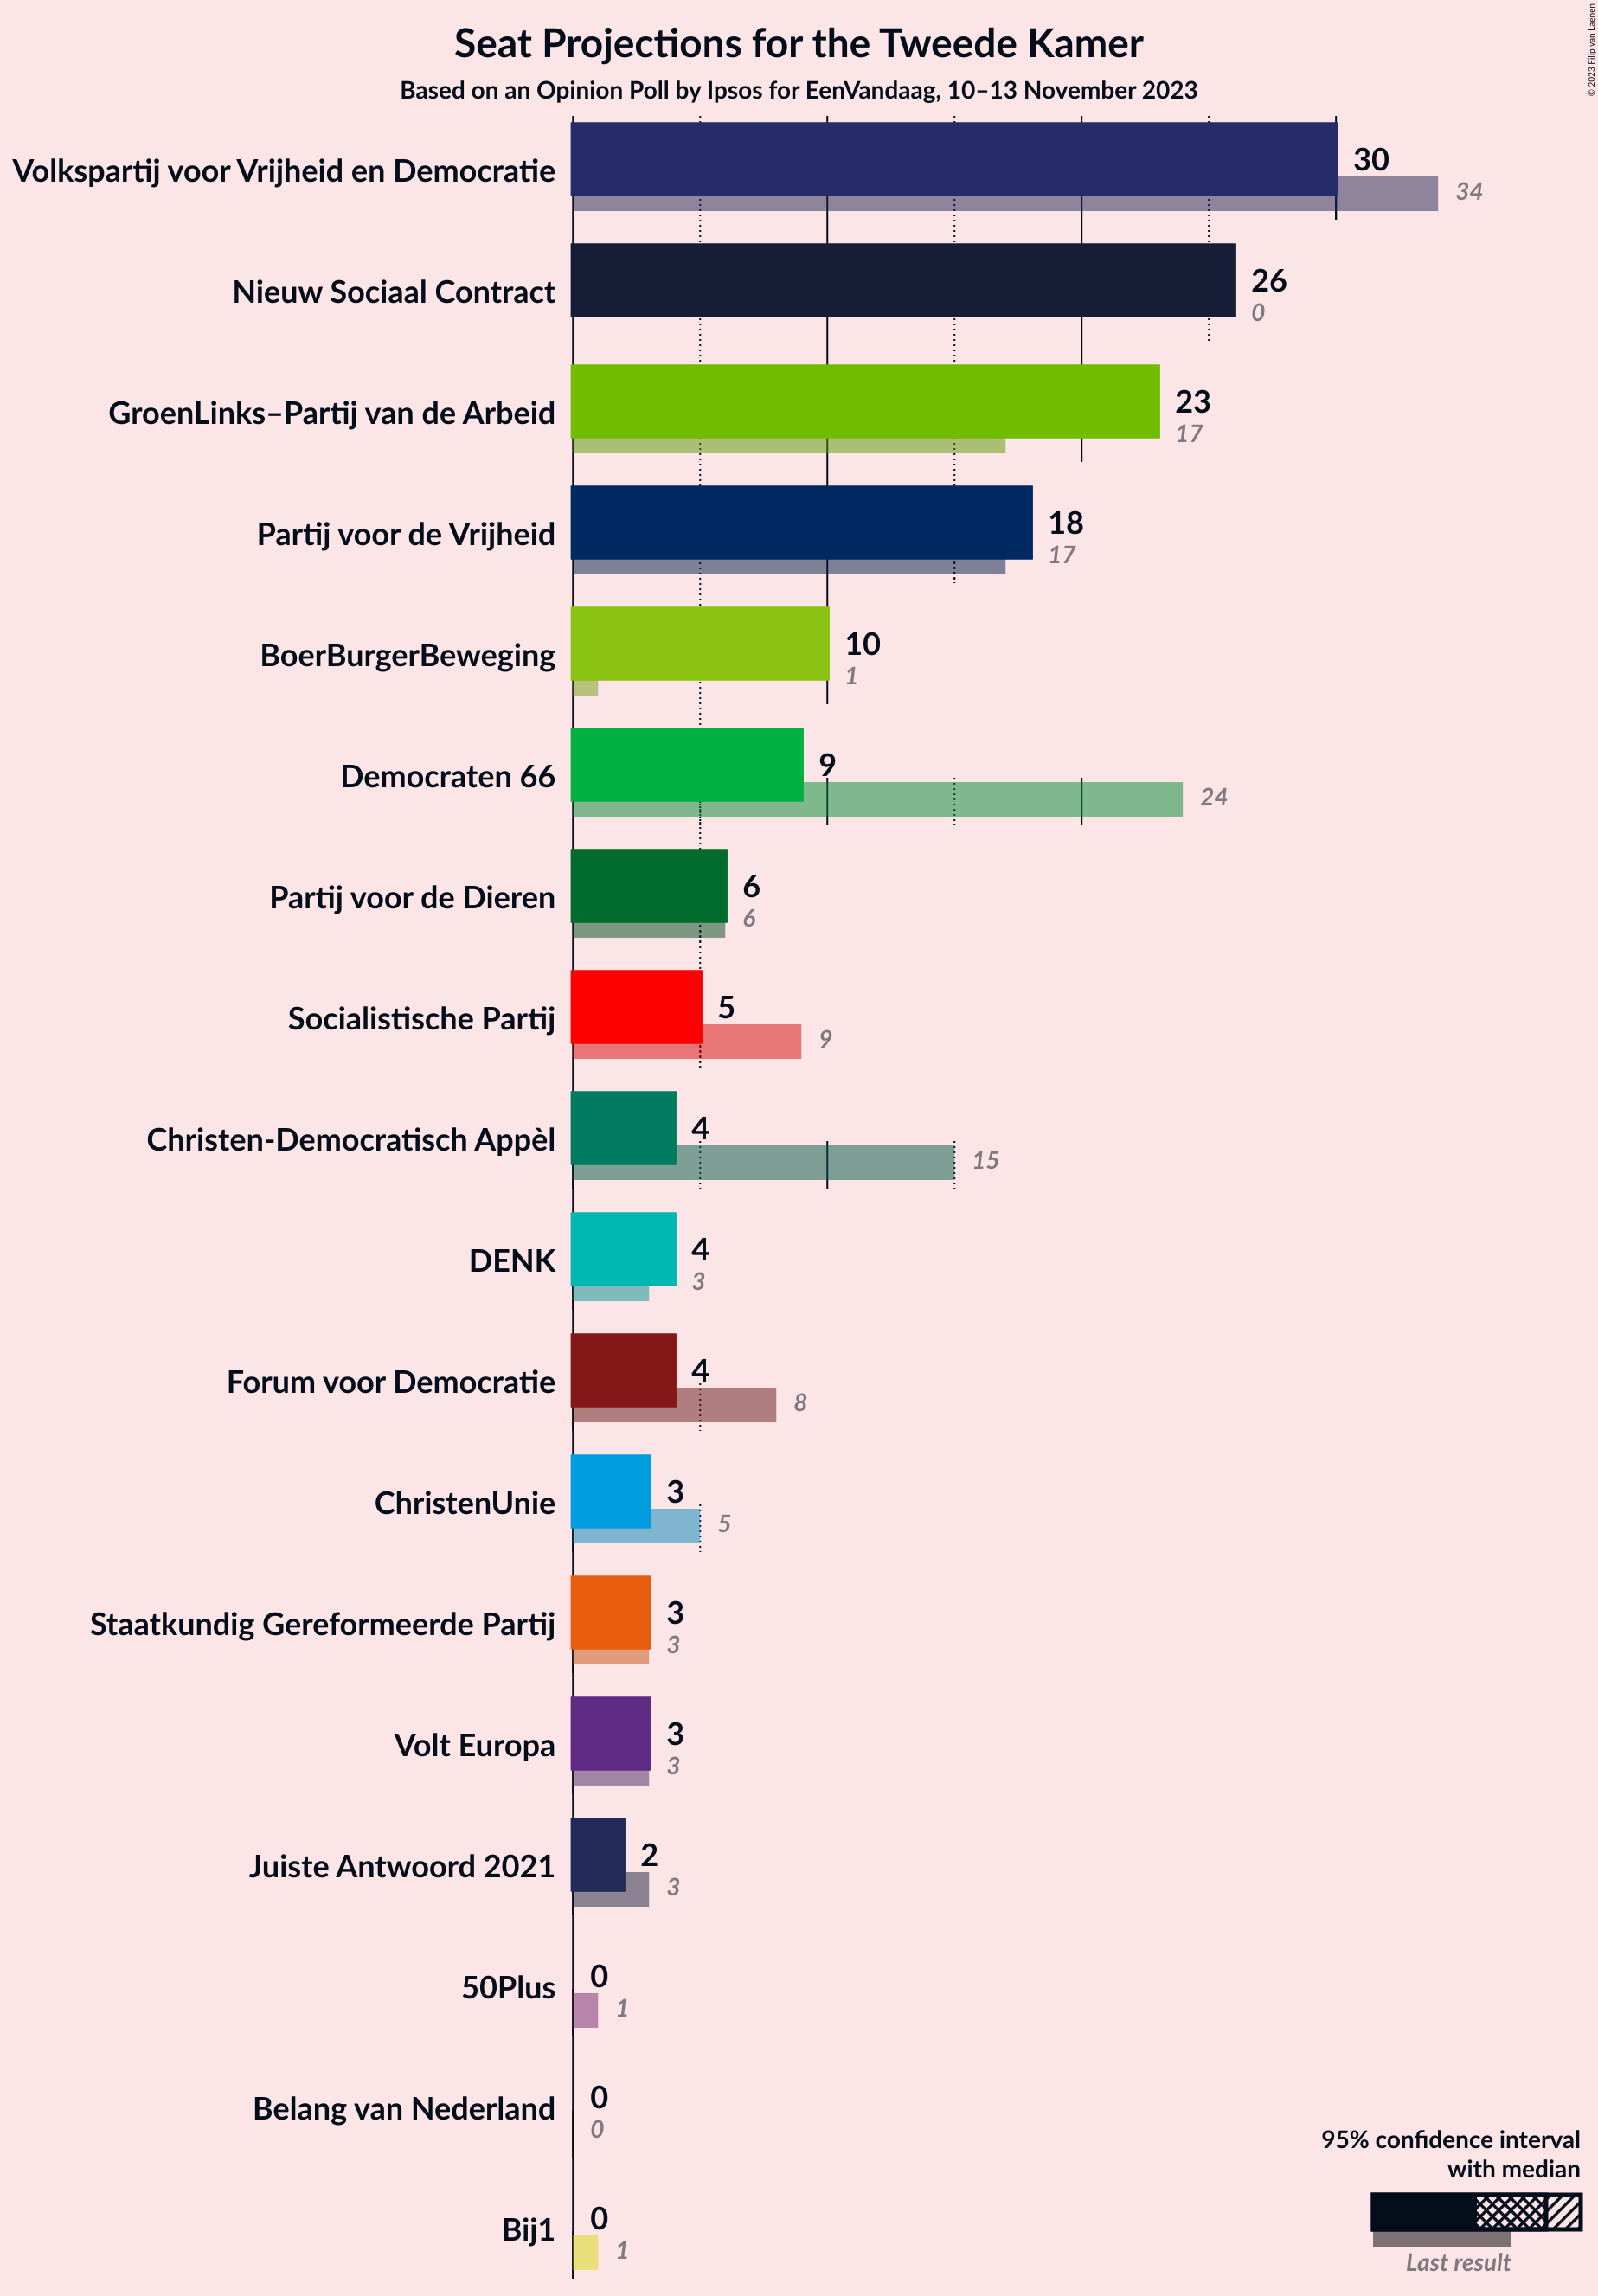 Seat Projections for the Tweede Kamer
Based on an Opinion Poll by Ipsos for EenVandaag, 10–13 November 2023
© 2023 Filip van Laenen
Volkspartij voor Vrijheid en Democratie
30
34
Nieuw Sociaal Contract
26
0
GroenLinks–Partij van de Arbeid
23
17
Partij voor de Vrijheid
18
17
BoerBurgerBeweging
10
1
Democraten 66
9
24
Partij voor de Dieren
6
6
Socialistische Partij
5
9
Christen-Democratisch Appèl
4
15
DENK
4
3
Forum voor Democratie
4
8
ChristenUnie
3
5
Staatkundig Gereformeerde Partij
3
3
Volt Europa
3
3
Juiste Antwoord 2021
2
3
50Plus
0
1
Belang van Nederland
0
0
Bij1
0
1
95% confidence interval
with median
Last result